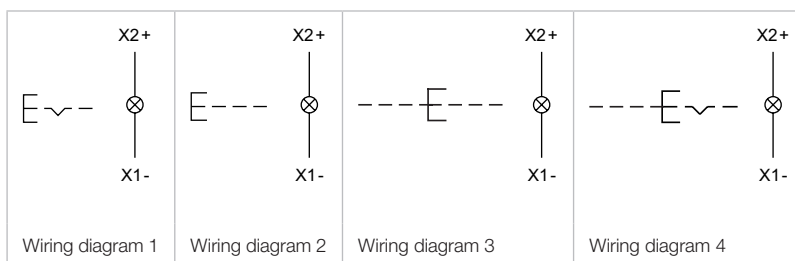 X2+ X2+ X2+ X2+
X1- X1- X1- X1-
Wiring diagram 1 Wiring diagram 2 Wiring diagram 3 Wiring diagram 4